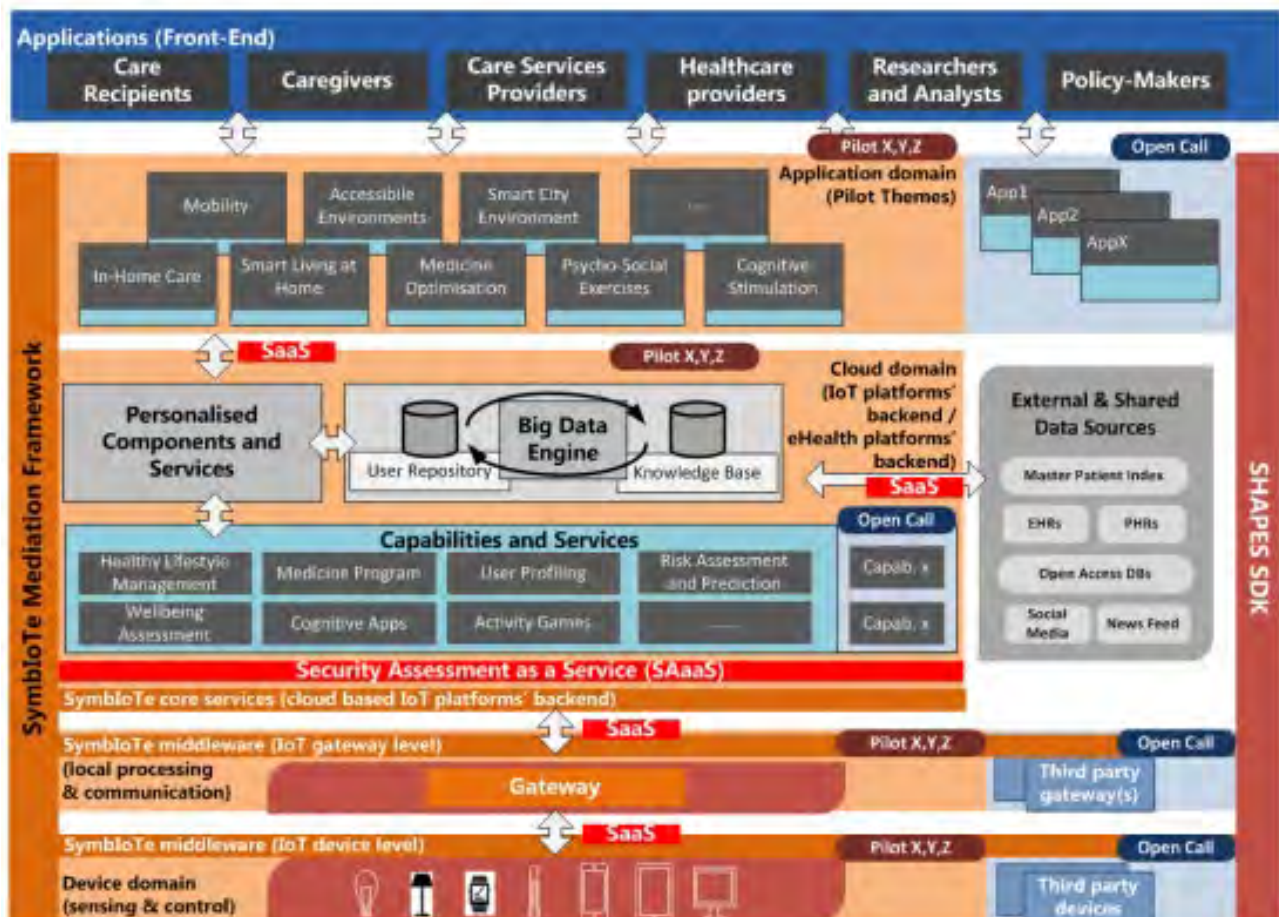 Applications (Front-End)
Care
Recipients
Caregivers
Care Services
Providers
Healthcare
providers
Researchers
and Analysts
Policy-Makers
Pilot X,Y,Z
Open Call
Application domain
(Pilot Themes)
Mobility
Accessibile
Environments
Smart City
Environment
....
In-Home Care
Smart Living at
Home
Medicine
Optimisation
Psycho-Social
Exercises
Cognitive
Stimulation
App1
App2
AppX
SaaS
Pilot X,Y,Z
Cloud domain
(IoT platforms'
backend /
eHealth platforms'
backend)
Personalised
Components and
Services
User Repository
Big Data
Engine
Knowledge Base
SaaS
External & Shared
Data Sources
Master Patient Index
EHRs
PHRs
Open Access DBs
Social
Media
News Feed
Capabilities and Services
Healthy Lifestyle
Management
Medicine Program
User Profiling
Risk Assessment
and Prediction
Wellbeing
Assessment
Cognitive Apps
Activity Games
......
Open Call
Capab. x
Capab. x
Security Assessment as a Service (SAaaS)
SymbIoTe core services (cloud based IoT platforms' backend)
SaaS
SymbIoTe middleware (IoT gateway level)
Pilot X,Y,Z
Open Call
(local processing
& communication)
Gateway
Third party
gateway(s)
SaaS
SymbIoTe middleware (IoT device level)
Pilot X,Y,Z
Open Call
Device domain
(sensing & control)
Third party
devices
SymbIoTe Mediation Framework
SHAPES SDK